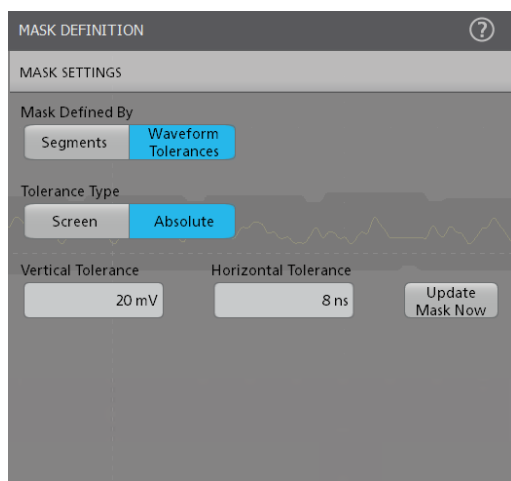 MASK DEFINITION ?
MASK SETTINGS
Mask Defined By
Segments
Waveform
Tolerances
Tolerance Type
Screen Absolute
Vertical Tolerance Horizontal Tolerance
20 mV 8 ns
Update
Mask Now